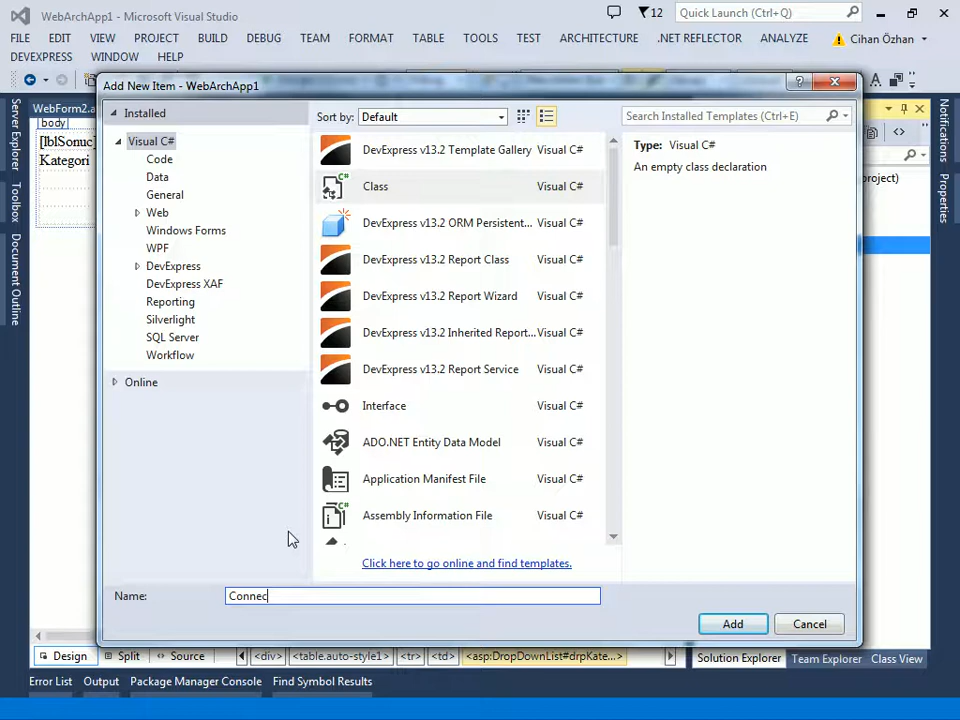 WebArchApp1 - Microsoft Visual Studio
12
Quick Launch (Ctrl+Q)
FILE EDIT VIEW PROJECT BUILD DEBUG TEAM FORMAT TABLE TOOLS TEST ARCHITECTURE .NET REFLECTOR ANALYZE Cihan Özhan
DEVEXPRESS WINDOW HELP
Server Explorer
Toolbox
Document Outline
WebForm2.a
body
[lblSonuc]
Kategori
Add New Item - WebArchApp1
Installed
Visual C#
Code
Data
General
Web
Windows Forms
WPF
DevExpress
DevExpress XAF
Reporting
Silverlight
SQL Server
Workflow
Online
Sort by: Default
Search Installed Templates (Ctrl+E)
DevExpress v13.2 Template Gallery Visual C#
Class Visual C#
DevExpress v13.2 ORM Persistent... Visual C#
DevExpress v13.2 Report Class Visual C#
DevExpress v13.2 Report Wizard Visual C#
DevExpress v13.2 Inherited Report... Visual C#
DevExpress v13.2 Report Service Visual C#
Interface Visual C#
ADO.NET Entity Data Model Visual C#
Application Manifest File Visual C#
Assembly Information File Visual C#
Click here to go online and find templates.
Type: Visual C#
An empty class declaration
Name: Connec
Add Cancel
project)
Notifications
Properties
Design Split Source <div> <table.auto-style1> <tr> <td> <asp:DropDownList#drpKate...>
Solution Explorer Team Explorer Class View
Error List Output Package Manager Console Find Symbol Results